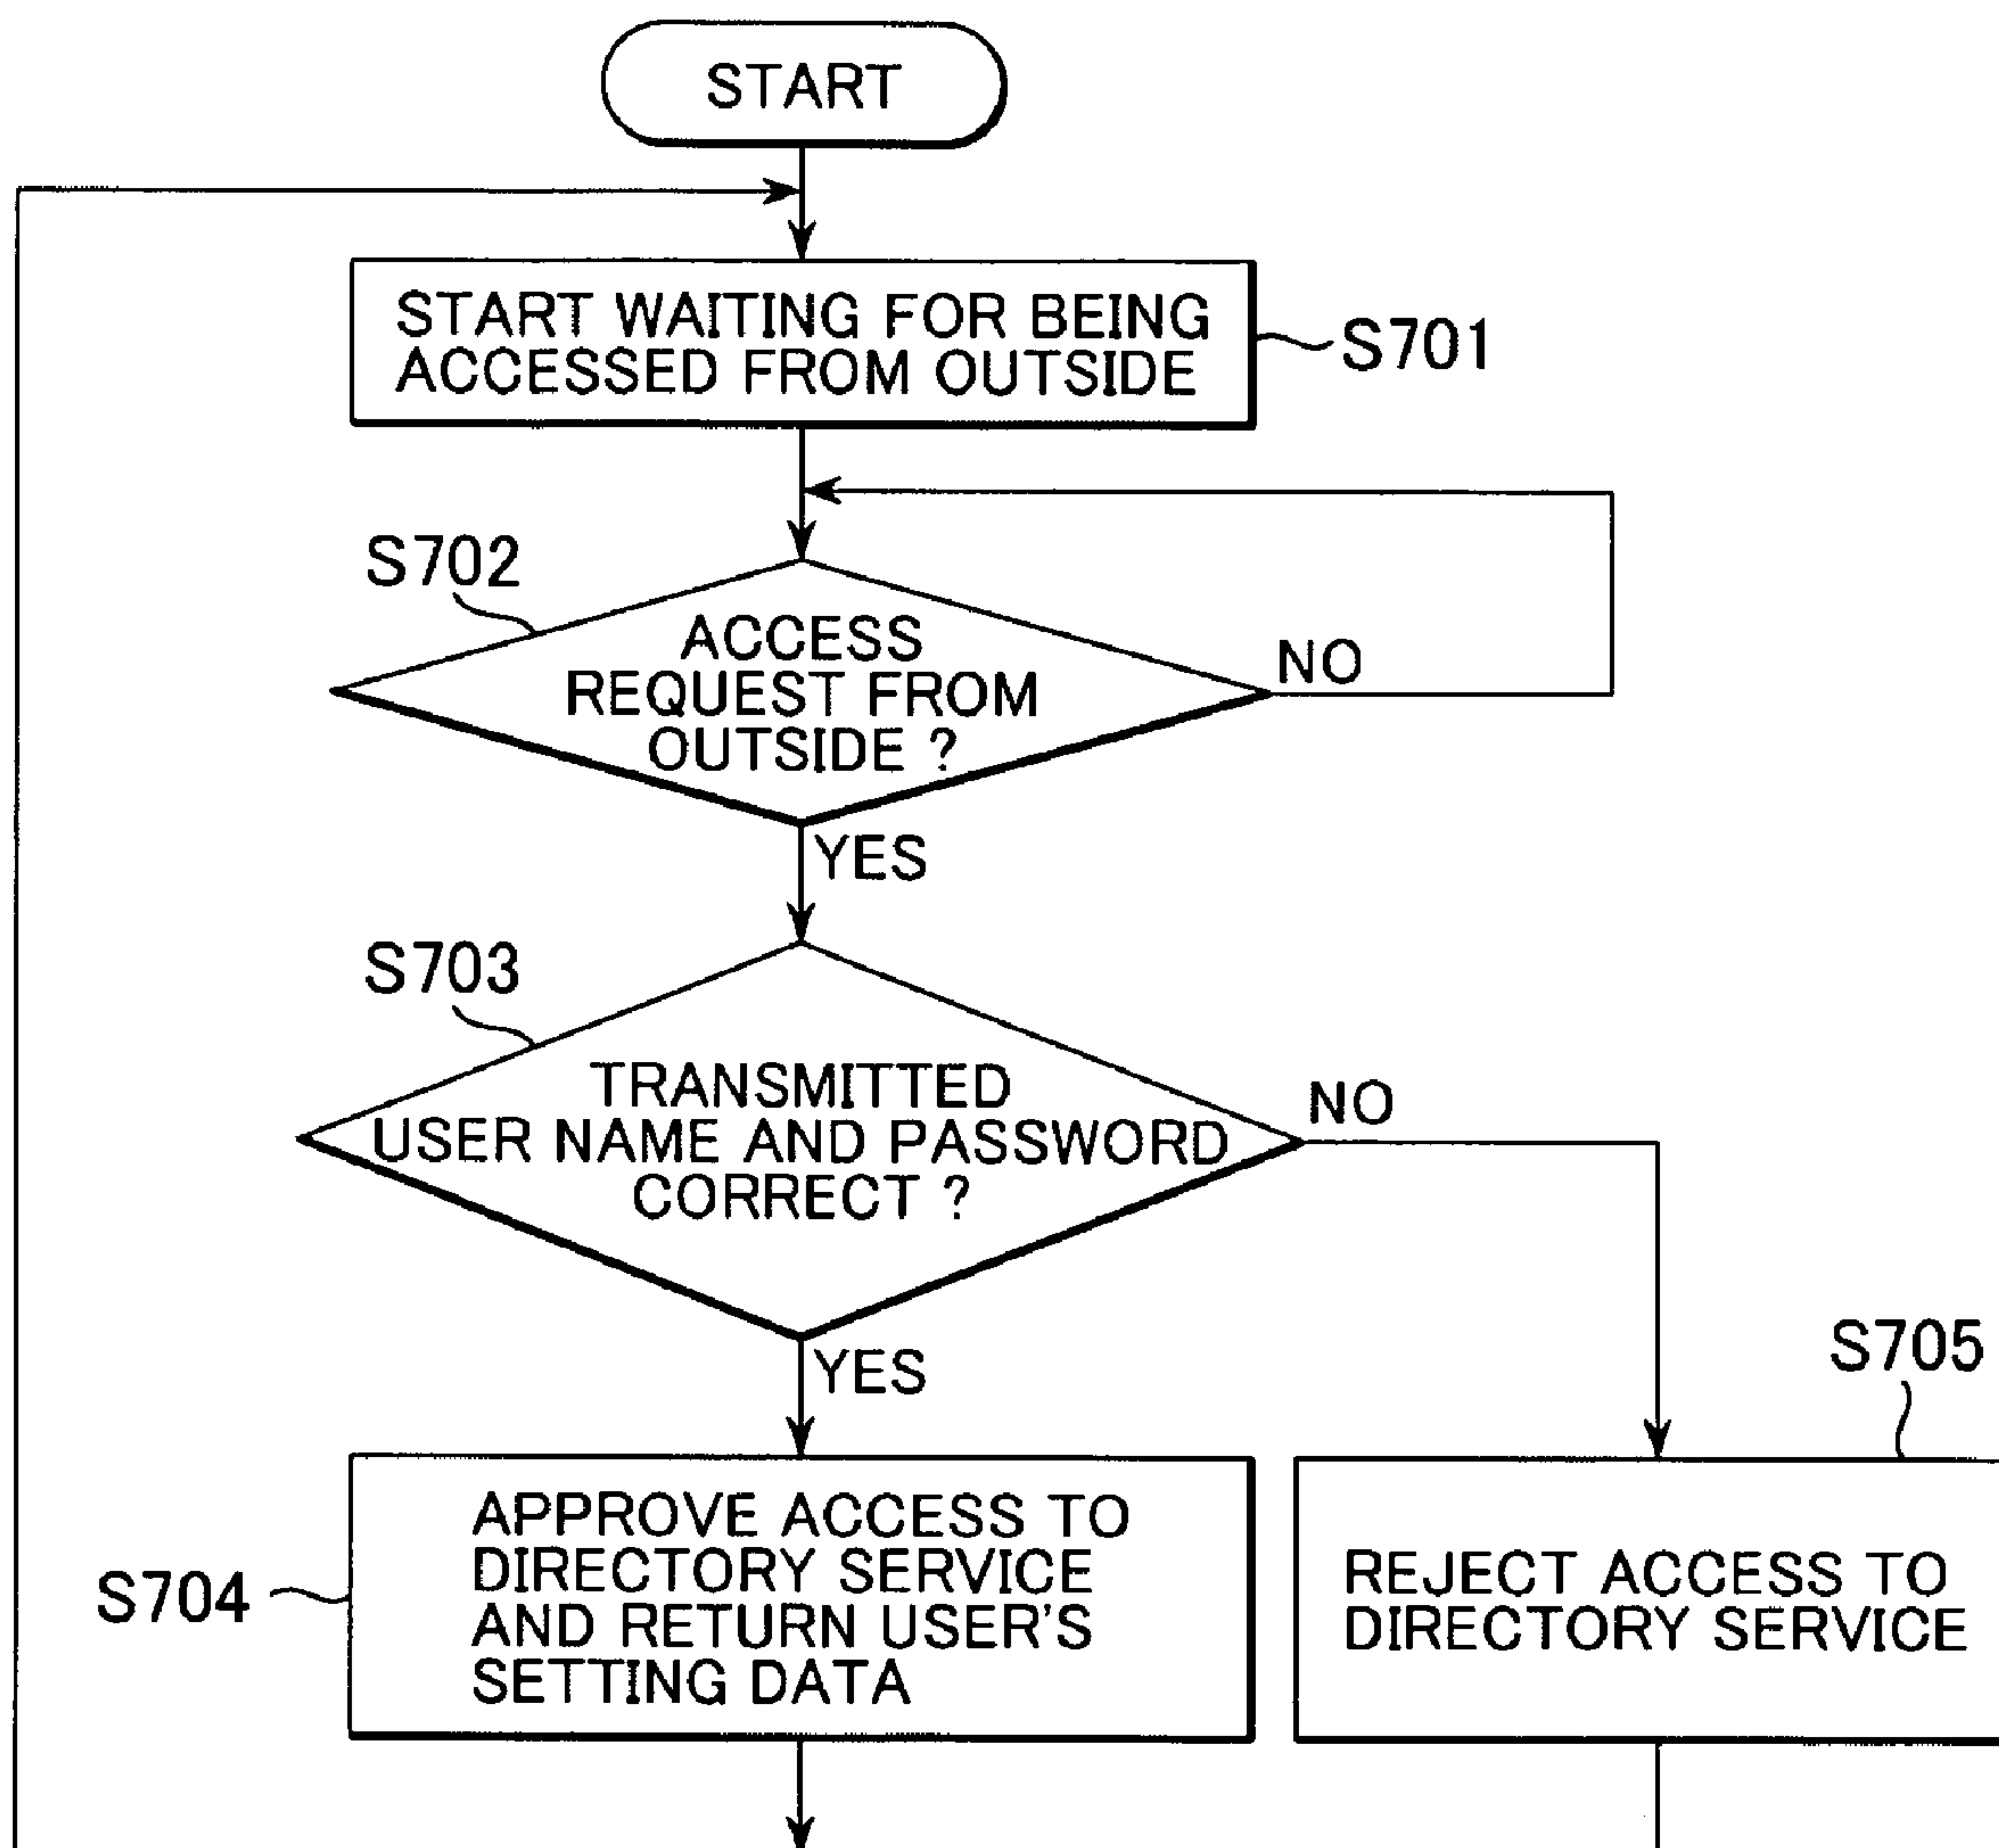 START
START WAITING FOR BEING
ACCESSED FROM OUTSIDE
S701
S702
ACCESS
REQUEST FROM
OUTSIDE ?
NO
YES
S703
TRANSMITTED
USER NAME AND PASSWORD
CORRECT ?
NO
YES
S705
APPROVE ACCESS TO
DIRECTORY SERVICE
AND RETURN USER'S
SETTING DATA
S704
REJECT ACCESS TO
DIRECTORY SERVICE